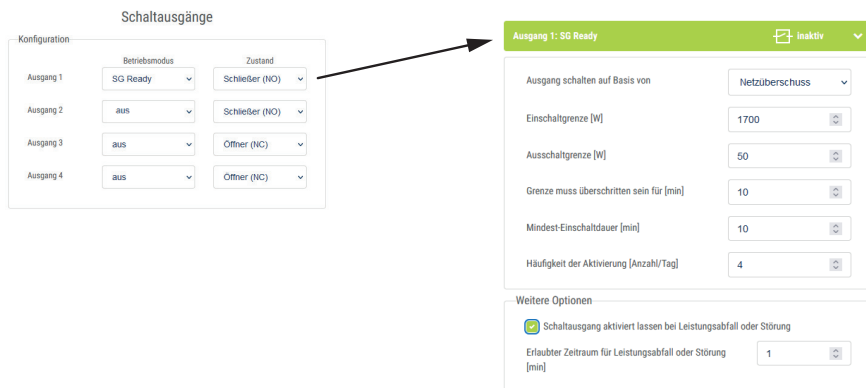 Schaltausgänge
Konfiguration
Betriebsmodus Zustand
Ausgang 1 SG Ready Schließer (NO)
Ausgang 2 aus Schließer (NO)
Ausgang 3 aus Öffner (NC)
Ausgang 4 aus Öffner (NC)
Ausgang 1: SG Ready Inaktiv
Ausgang schalten auf Basis von Netzüberschuss
Einschaltgrenze [W] 1700
Ausschaltgrenze [W] 50
Grenze muss überschritten sein für [min] 10
Mindest-Einschaltdauer [min] 10
Häufigkeit der Aktivierung [Anzahl/Tag] 4
Weitere Optionen
Schaltausgang aktiviert lassen bei Leistungsabfall oder Störung
Erlaubter Zeitraum für Leistungsabfall oder Störung 1
[min]